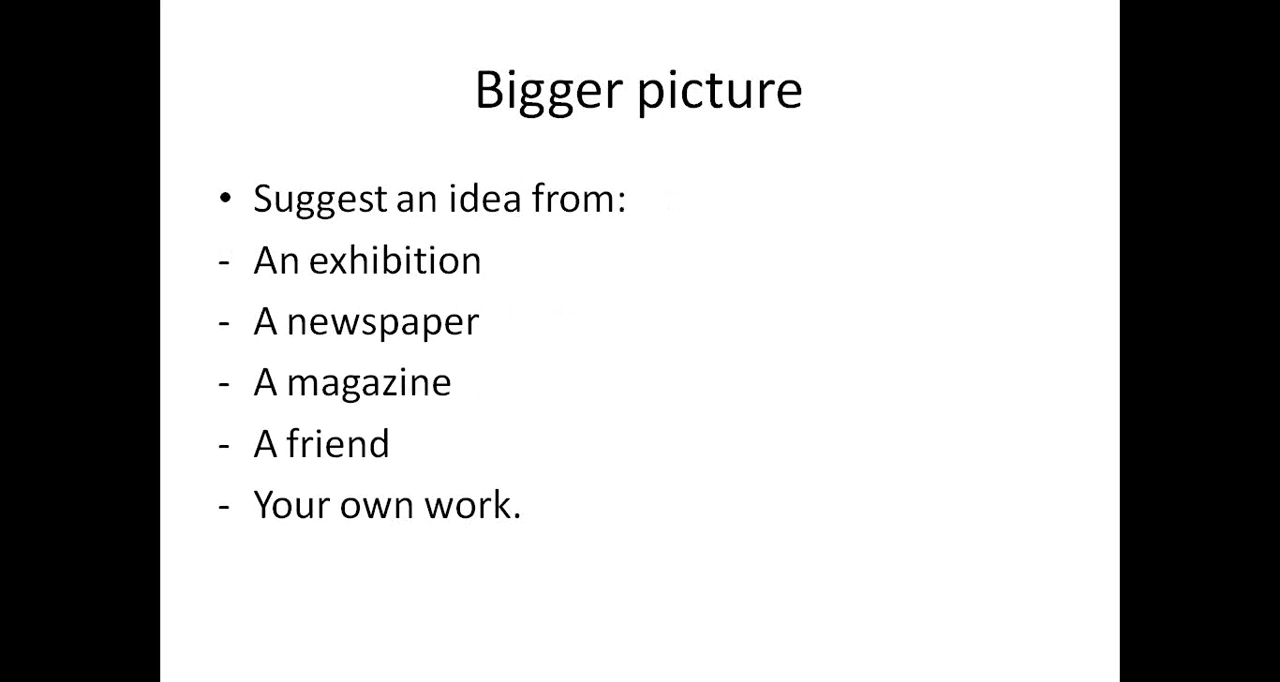 Bigger picture
• Suggest an idea from:
- An exhibition
- A newspaper
- A magazine
- A friend
- Your own work.